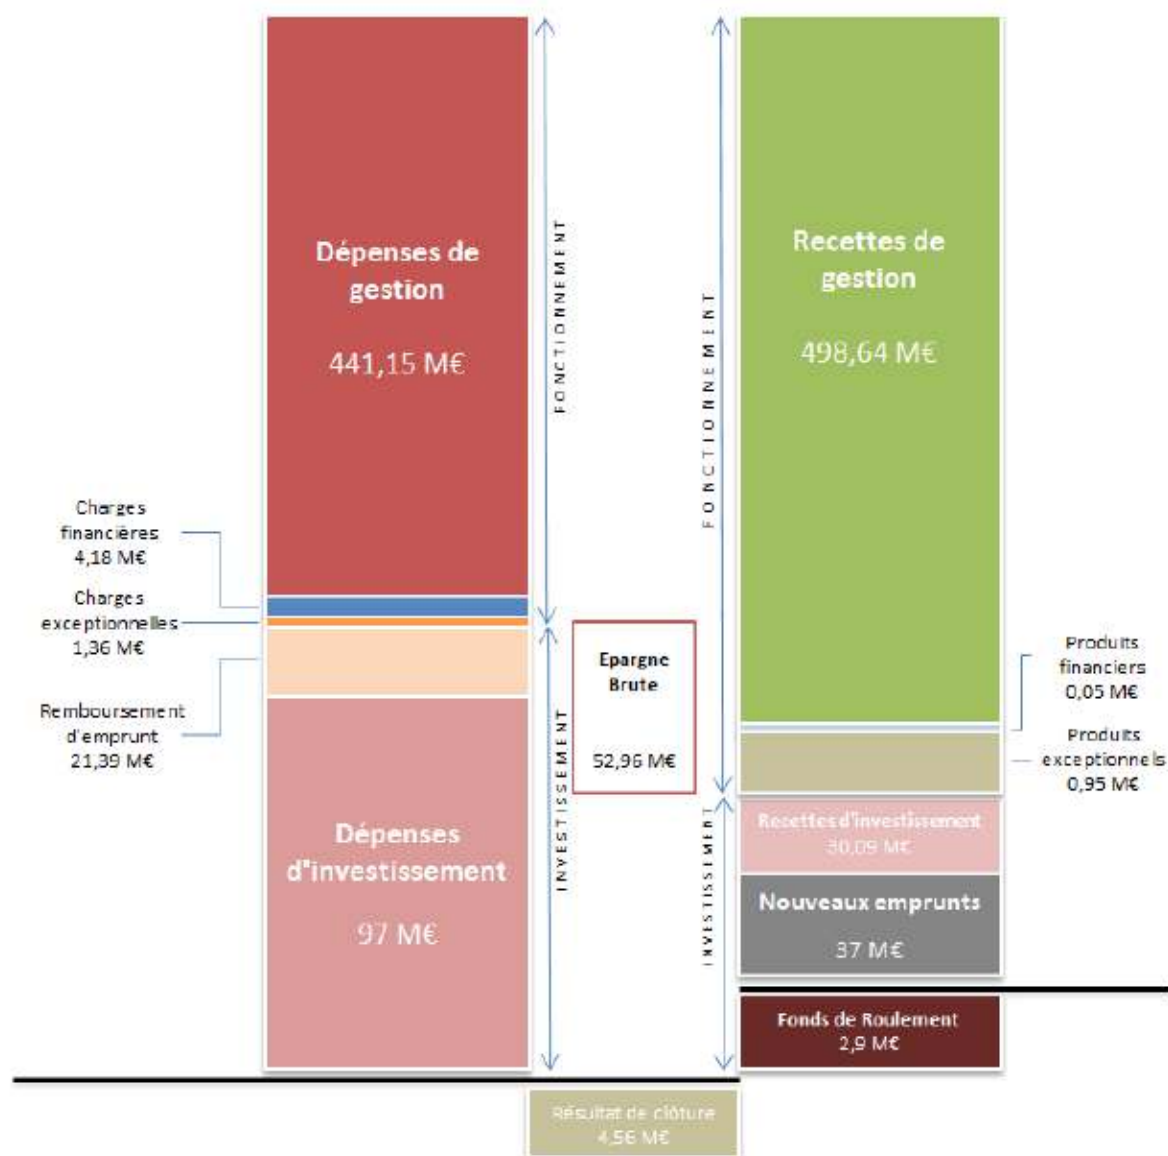 Dépenses de
gestion
441,15 M€
Charges
financières
4,18 M€
Charges
exceptionnelles
1,36 M€
Remboursement
d'emprunt
21,39 M€
Dépenses
d'investissement
97 M€
FONCTIONNEMENT
INVESTISSEMENT
Epargne
Brute
52,96 M€
FONCTIONNEMENT
INVESTISSEMENT
Recettes de
gestion
498,64 M€
Produits
financiers
0,05 M€
Produits
exceptionnels
0,95 M€
Recettes d'investissement
30,09 M€
Nouveaux emprunts
37 M€
Fonds de Roulement
2,9 M€
Résultat de clôture
4,56 M€